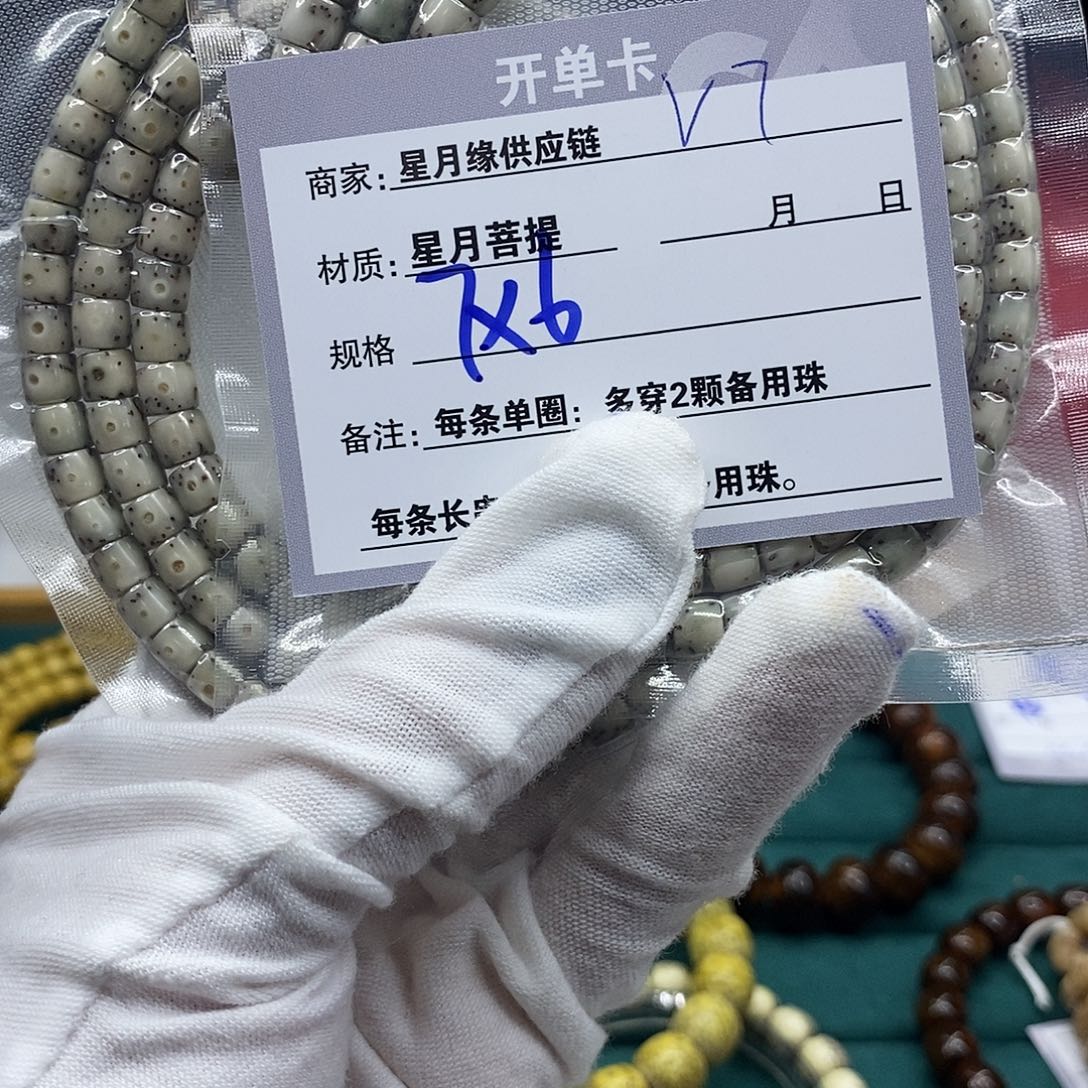 开单卡
V7
商家：星月缘供应链
月 日
材质：星月菩提
规格 7×6
备注：每条单圈：多穿2颗备用珠
每条长 用珠。